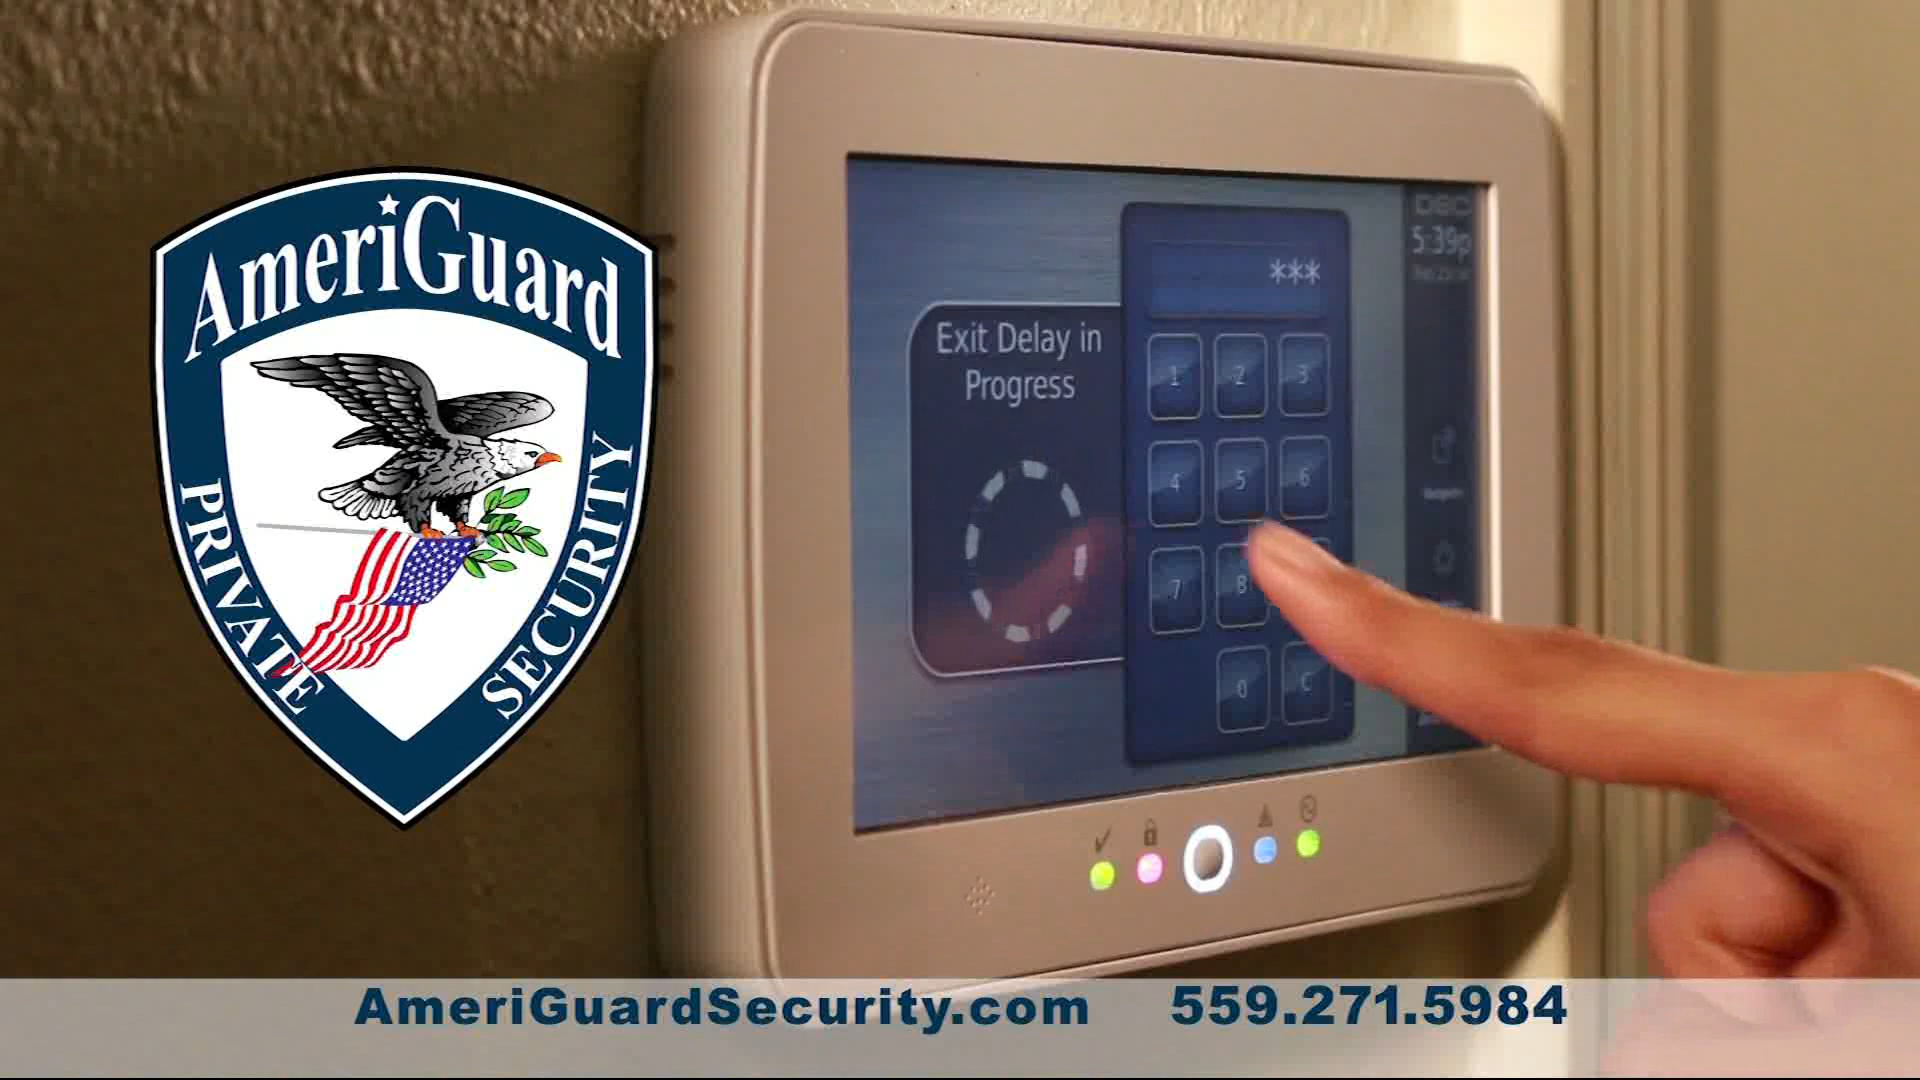 AmeriGuard
PRIVATE SECURITY
Exit Delay in
Progress
***
1 2 3
4 5 6
7 8
0 C
DSC
5:39p
AmeriGuardSecurity.com 559.271.5984